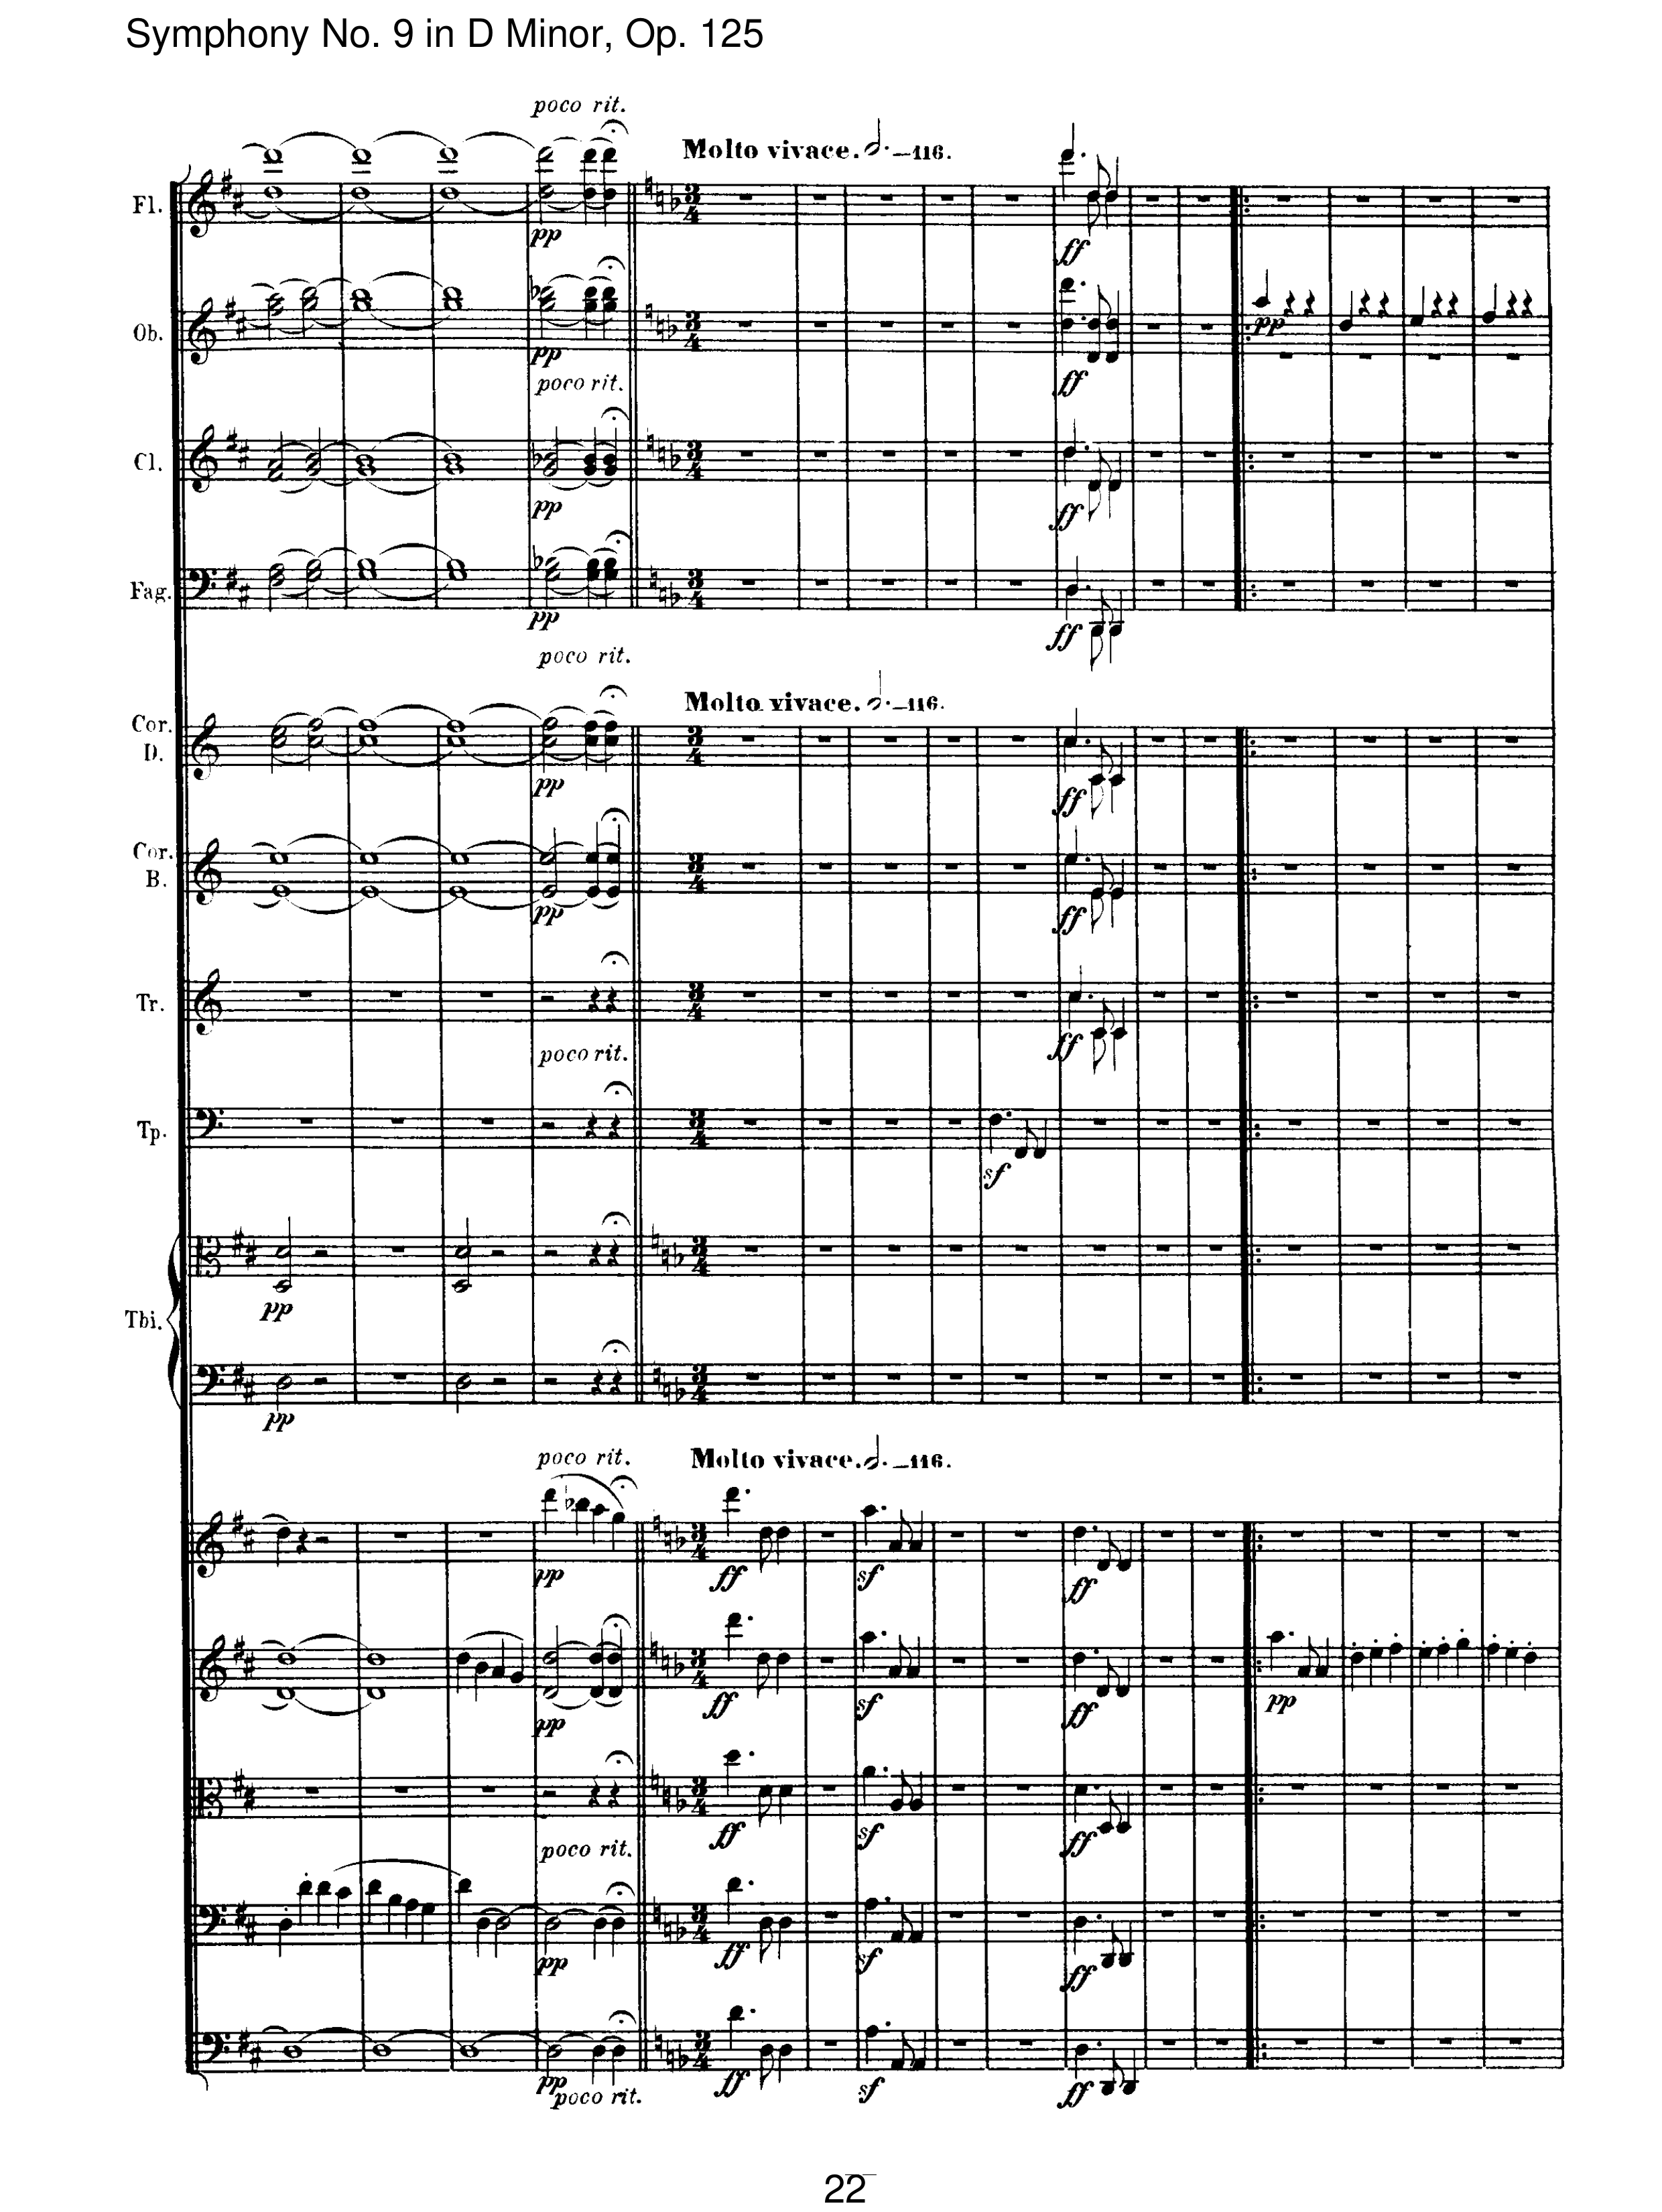 Symphony No. 9 in D Minor, Op. 125
poco rit.
Molto vivace. 𝅗𝅥. – 116.
Fl.
pp
ff
Ob.
pp
ff
pp
poco rit.
Cl.
pp
ff
Fag.
pp
ff
poco rit.
Molto vivace. 𝅗𝅥. – 116.
Cor.
D.
pp
ff
Cor.
B.
pp
ff
Tr.
ff
poco rit.
Tp.
sf
pp
Tbi.
pp
poco rit.
Molto vivace. 𝅗𝅥. – 116.
pp
ff
sf
ff
pp
ff
sf
ff
pp
ff
sf
ff
poco rit.
pp
ff
sf
ff
pp
poco rit.
ff
sf
ff
22